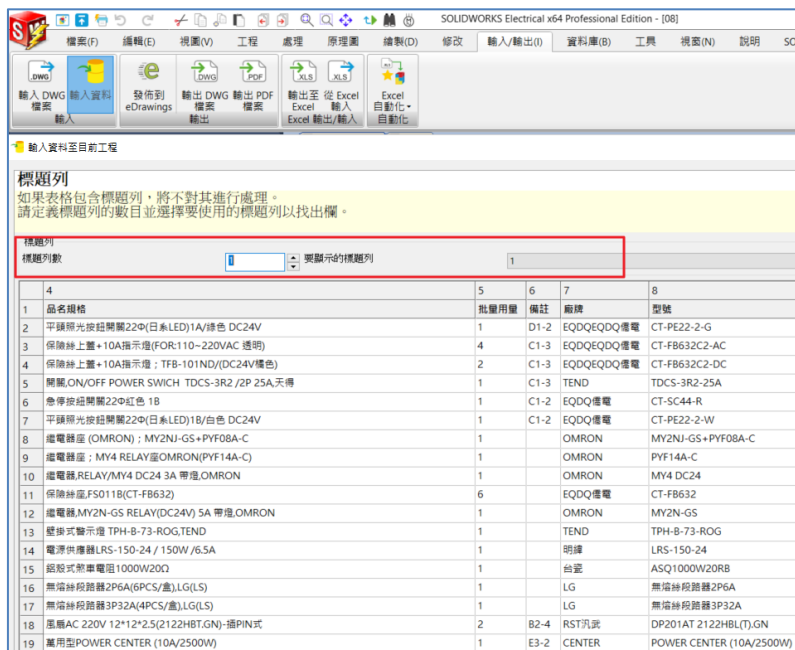 SOLIDWORKS Electrical x64 Professional Edition - [08]
檔案(F) 編輯(E) 視圖(V) 工程 處理 原理圖 繪製(D) 修改 輸入/輸出(I) 資料庫(B) 工具 視窗(N) 說明 SO
輸入 DWG 檔案 輸入資料 發佈到 eDrawings 輸出 DWG 檔案 輸出 PDF 檔案 輸出至 Excel 從 Excel 輸入 Excel 自動化
輸入 輸出 Excel 輸出/輸入 自動化
輸入資料至目前工程
標題列
如果表格包含標題列，將不對其進行處理。
請定義標題列的數目並選擇要使用的標題列以找出欄。
標題列
標題列數 1 要顯示的標題列 1
4 5 6 7 8
1 品名規格 批量用量 備註 廠牌 型號
2 平頭照光按鈕開關22Φ(日系LED)1A/綠色 DC24V 1 D1-2 EQDQEQDQ儓電 CT-PE22-2-G
3 保險絲上蓋+10A指示燈(FOR:110~220VAC 透明) 4 C1-3 EQDQEQDQ儓電 CT-FB632C2-AC
4 保險絲上蓋+10A指示燈；TFB-101ND/(DC24V橘色) 2 C1-3 EQDQEQDQ儓電 CT-FB632C2-DC
5 開關,ON/OFF POWER SWICH TDCS-3R2 /2P 25A,天得 1 C1-3 TEND TDCS-3R2-25A
6 急停按鈕開關22Φ紅色 1B 1 C1-2 EQDQ儓電 CT-SC44-R
7 平頭照光按鈕開關22Φ(日系LED)1B/白色 DC24V 1 C1-2 EQDQ儓電 CT-PE22-2-W
8 繼電器座 (OMRON)；MY2NJ-GS+PYF08A-C 1 OMRON MY2NJ-GS+PYF08A-C
9 繼電器座；MY4 RELAY座OMRON(PYF14A-C) 1 OMRON PYF14A-C
10 繼電器,RELAY/MY4 DC24 3A 帶燈,OMRON 1 OMRON MY4 DC24
11 保險絲座,FS011B(CT-FB632) 6 EQDQ儓電 CT-FB632
12 繼電器,MY2N-GS RELAY(DC24V) 5A 帶燈,OMRON 1 OMRON MY2N-GS
13 壁掛式警示燈 TPH-B-73-ROG,TEND 1 TEND TPH-B-73-ROG
14 電源供應器LRS-150-24 / 150W /6.5A 1 明緯 LRS-150-24
15 鋁殼式煞車電阻1000W20Ω 1 台瓷 ASQ1000W20RB
16 無熔絲段路器2P6A(6PCS/盒),LG(LS) 1 LG 無熔絲段路器2P6A
17 無熔絲段路器3P32A(4PCS/盒),LG(LS) 1 LG 無熔絲段路器3P32A
18 風扇AC 220V 12*12*2.5(2122HBT.GN)-插PIN式 2 B2-4 RST汎武 DP201AT 2122HBL(T).GN
19 萬用型POWER CENTER (10A/2500W) 1 E3-2 CENTER POWER CENTER (10A/2500W)